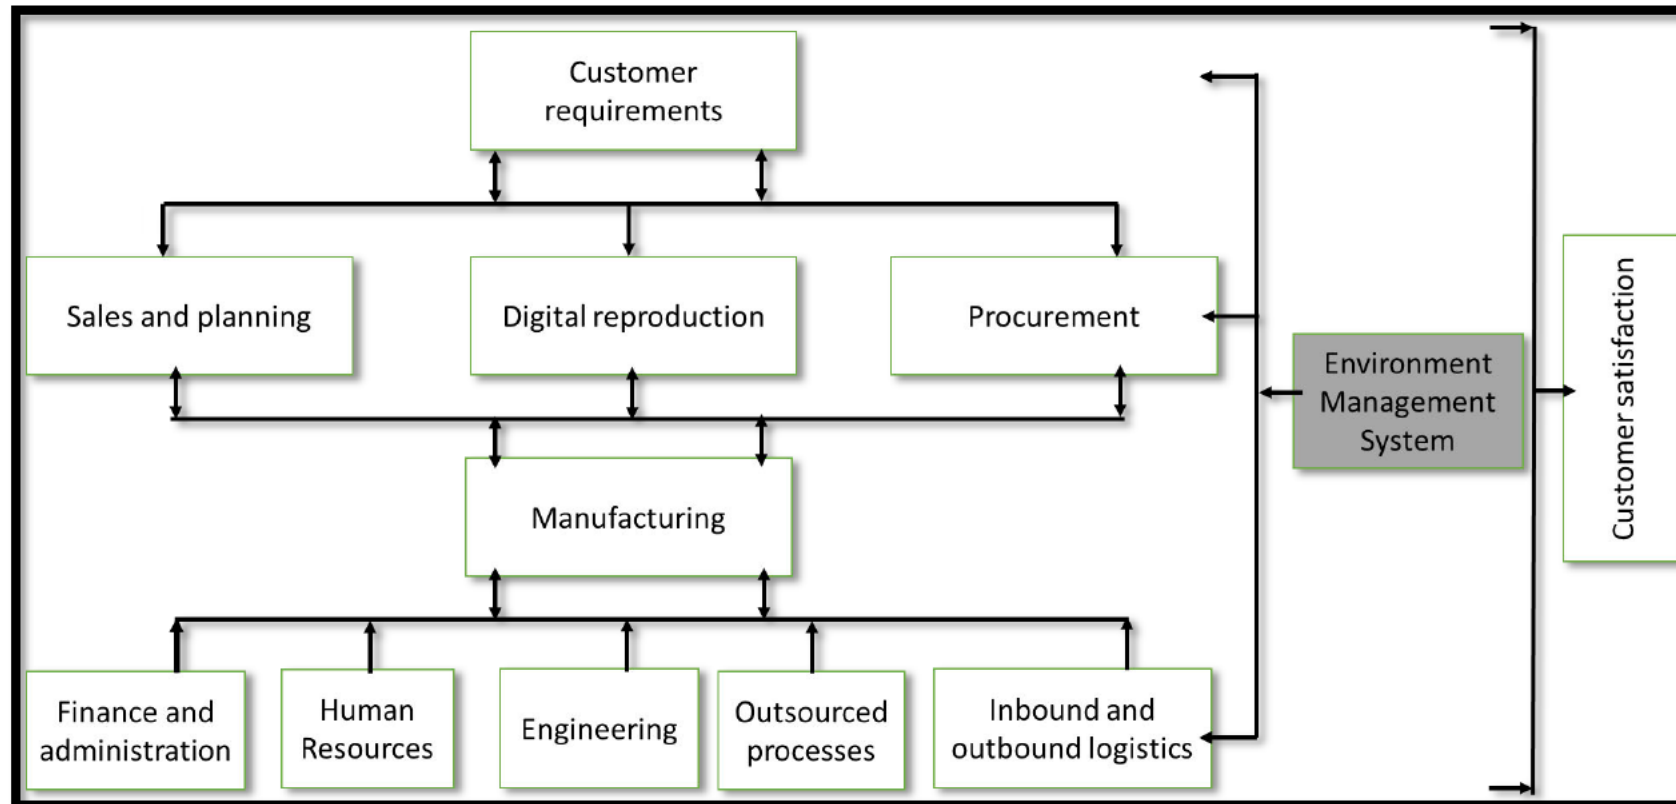 Customer
requirements
Sales and planning
Digital reproduction
Procurement
Environment
Management
System
Customer satisfaction
Manufacturing
Finance and
administration
Human
Resources
Engineering
Outsourced
processes
Inbound and
outbound logistics